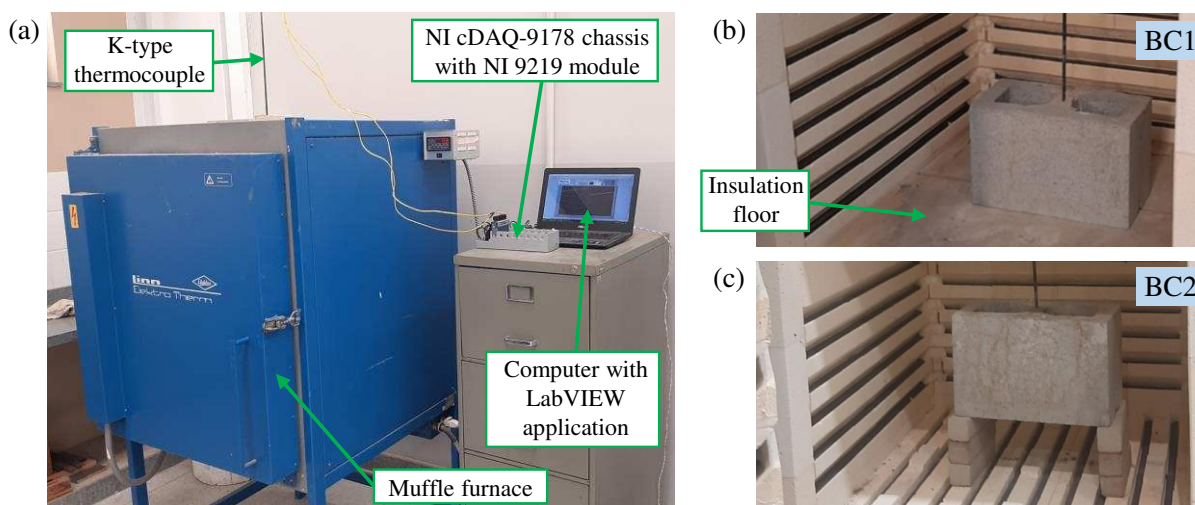 (a)
K-type
thermocouple
NI cDAQ-9178 chassis
with NI 9219 module
linn
Elektro Therm
Computer with
LabVIEW
application
Muffle furnace
(b)
BC1
Insulation
floor
(c)
BC2